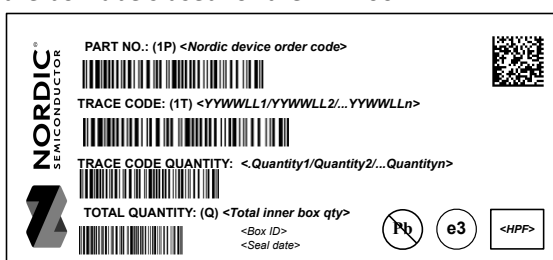 NORDIC®
SEMICONDUCTOR
PART NO.: (1P) <Nordic device order code>
TRACE CODE: (1T) <YYWWLL1/YYWWLL2/...YYWWLLn>
TRACE CODE QUANTITY: <.Quantity1/Quantity2/...Quantityn>
TOTAL QUANTITY: (Q) <Total inner box qty>
<Box ID>
<Seal date>
Pb
e3
<HPF>